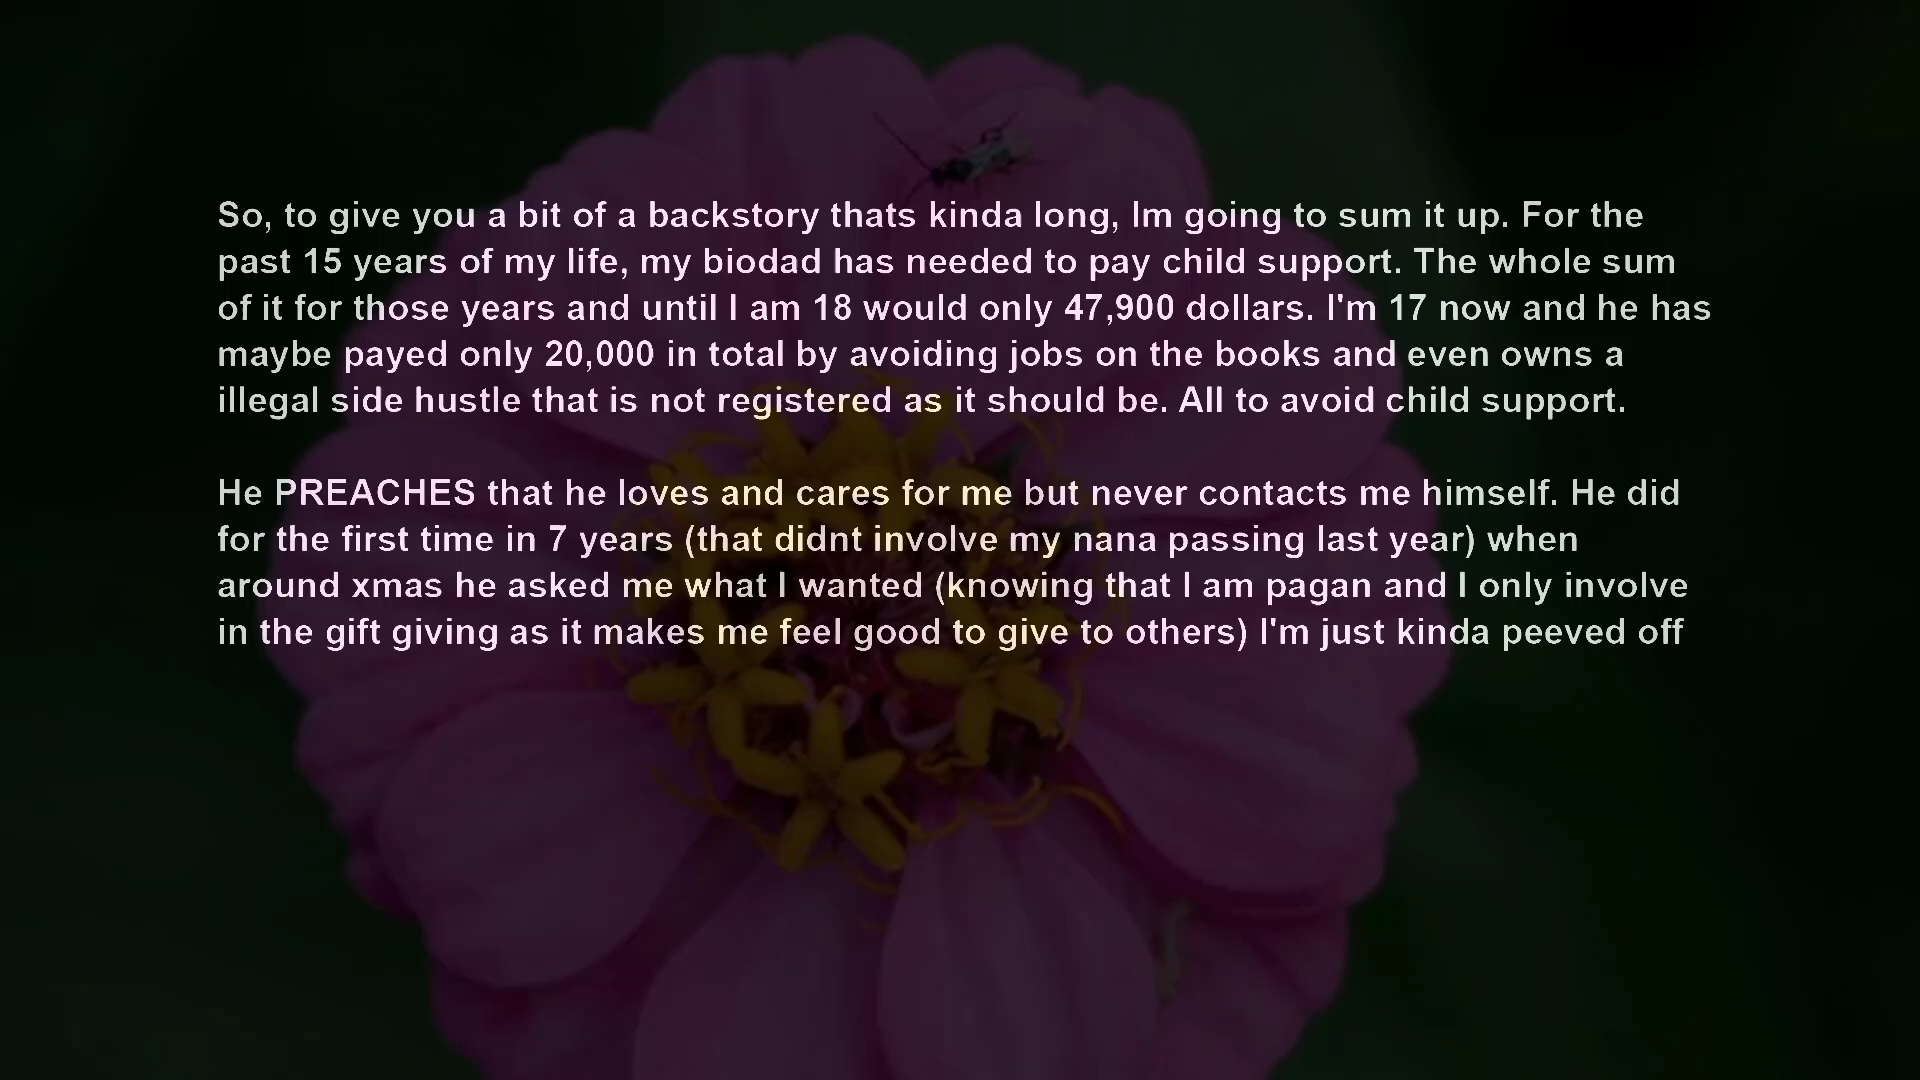 So, to give you a bit of a backstory thats kinda long, Im going to sum it up. For the
past 15 years of my life, my biodad has needed to pay child support. The whole sum
of it for those years and until I am 18 would only 47,900 dollars. I'm 17 now and he has
maybe payed only 20,000 in total by avoiding jobs on the books and even owns a
illegal side hustle that is not registered as it should be. All to avoid child support.
He PREACHES that he loves and cares for me but never contacts me himself. He did
for the first time in 7 years (that didnt involve my nana passing last year) when
around xmas he asked me what I wanted (knowing that I am pagan and I only involve
in the gift giving as it makes me feel good to give to others) I'm just kinda peeved off